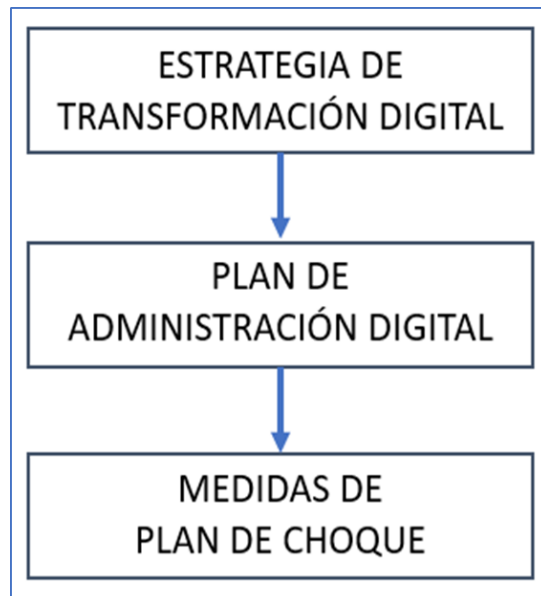 ESTRATEGIA DE
TRANSFORMACIÓN DIGITAL
PLAN DE
ADMINISTRACIÓN DIGITAL
MEDIDAS DE
PLAN DE CHOQUE